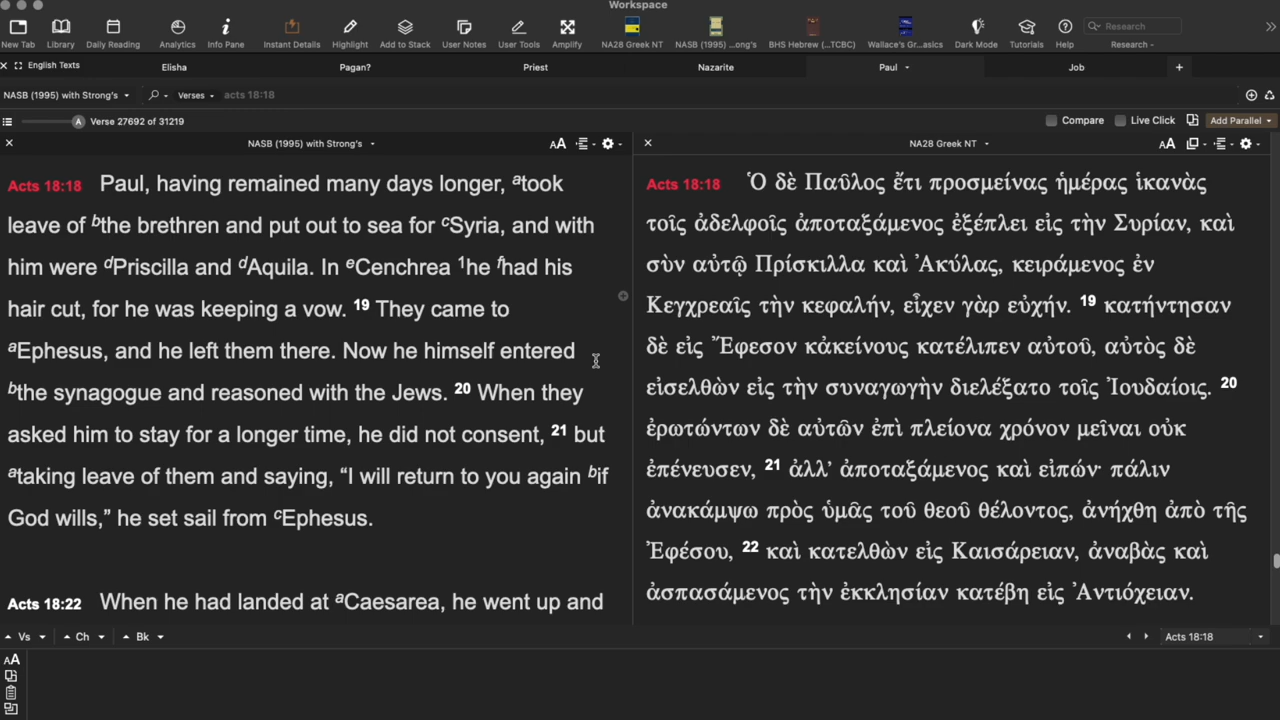 Workspace
New Tab Library Daily Reading Analytics Info Pane Instant Details Highlight Add to Stack User Notes User Tools Amplify NA28 Greek NT NASB (1995) ...ong's BHS Hebrew (...TCBC) Wallace's Gr...asics Dark Mode Tutorials Help Research
Research
English Texts Elisha Pagan? Priest Nazarite Paul Job +
NASB (1995) with Strong's Verses acts 18:18
A Verse 27692 of 31219 Compare Live Click Add Parallel
NASB (1995) with Strong's AA
Acts 18:18 Paul, having remained many days longer, ᵃtook
leave of ᵇthe brethren and put out to sea for ᶜSyria, and with
him were ᵈPriscilla and ᵈAquila. In ᵉCenchrea ¹he ᶠhad his
hair cut, for he was keeping a vow. 19 They came to
ᵃEphesus, and he left them there. Now he himself entered
ᵇthe synagogue and reasoned with the Jews. 20 When they
asked him to stay for a longer time, he did not consent, 21 but
ᵃtaking leave of them and saying, “I will return to you again ᵇif
God wills,” he set sail from ᶜEphesus.
Acts 18:22 When he had landed at ᵃCaesarea, he went up and
NA28 Greek NT AA
Acts 18:18 Ὁ δὲ Παῦλος ἔτι προσμείνας ἡμέρας ἱκανὰς
τοῖς ἀδελφοῖς ἀποταξάμενος ἐξέπλει εἰς τὴν Συρίαν, καὶ
σὺν αὐτῷ Πρίσκιλλα καὶ Ἀκύλας, κειράμενος ἐν
Κεγχρεαῖς τὴν κεφαλήν, εἶχεν γὰρ εὐχήν. 19 κατήντησαν
δὲ εἰς Ἔφεσον κἀκείνους κατέλιπεν αὐτοῦ, αὐτὸς δὲ
εἰσελθὼν εἰς τὴν συναγωγὴν διελέξατο τοῖς Ἰουδαίοις. 20
ἐρωτώντων δὲ αὐτῶν ἐπὶ πλείονα χρόνον μεῖναι οὐκ
ἐπένευσεν, 21 ἀλλ’ ἀποταξάμενος καὶ εἰπών· πάλιν
ἀνακάμψω πρὸς ὑμᾶς τοῦ θεοῦ θέλοντος, ἀνήχθη ἀπὸ τῆς
Ἐφέσου, 22 καὶ κατελθὼν εἰς Καισάρειαν, ἀναβὰς καὶ
ἀσπασάμενος τὴν ἐκκλησίαν κατέβη εἰς Ἀντιόχειαν.
Vs Ch Bk Acts 18:18
AA